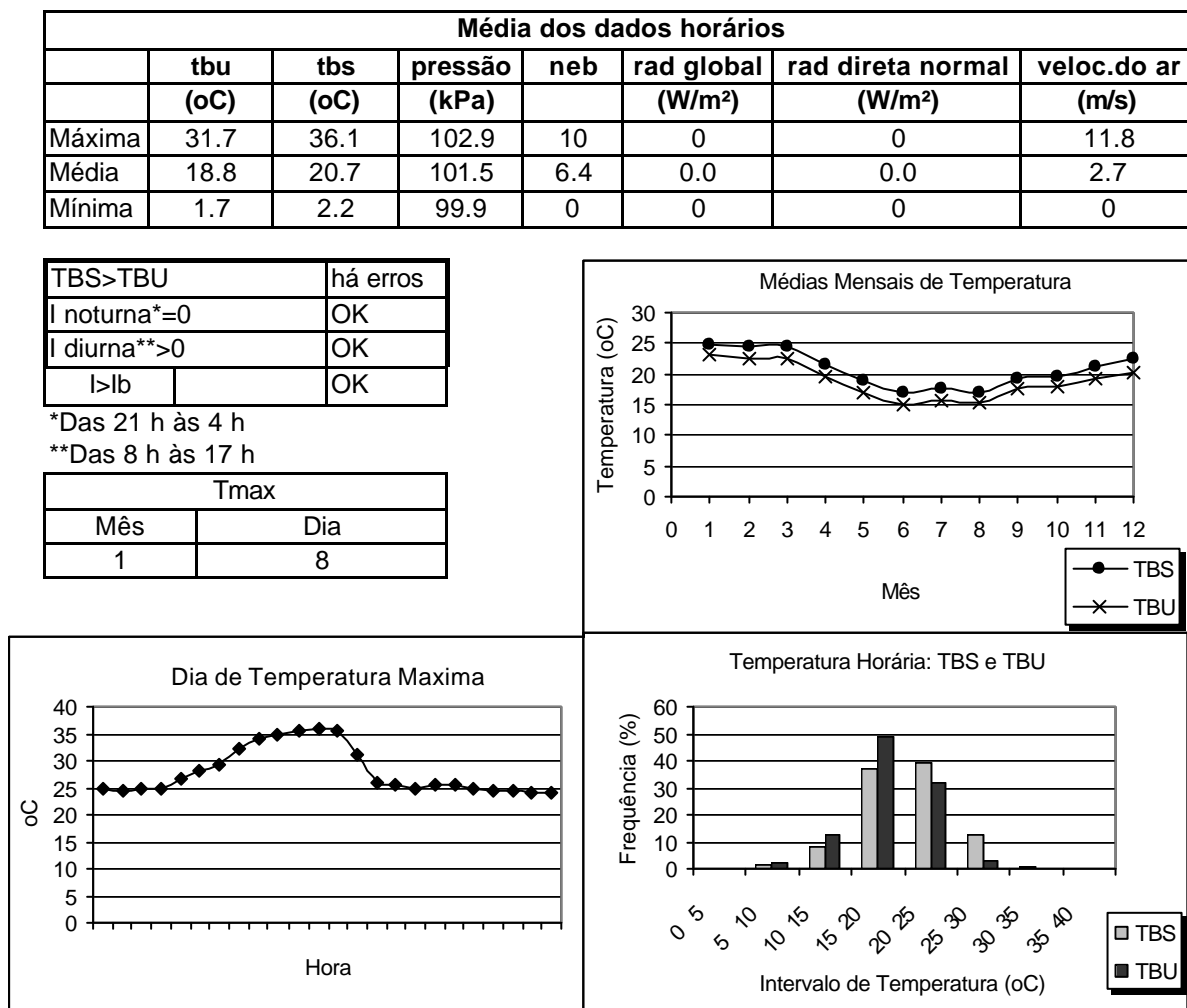 Média dos dados horários
tbu tbs pressão neb rad global rad direta normal veloc.do ar
(oC) (oC) (kPa) (W/m²) (W/m²) (m/s)
Máxima 31.7 36.1 102.9 10 0 0 11.8
Média 18.8 20.7 101.5 6.4 0.0 0.0 2.7
Mínima 1.7 2.2 99.9 0 0 0 0
TBS>TBU há erros
I noturna*=0 OK
I diurna**>0 OK
I>Ib OK
*Das 21 h às 4 h
**Das 8 h às 17 h
Tmax
Mês Dia
1 8
Médias Mensais de Temperatura
Temperatura (oC)
30
25
20
15
10
5
0
0 1 2 3 4 5 6 7 8 9 10 11 12
Mês
TBS
TBU
Dia de Temperatura Maxima
oC
40
35
30
25
20
15
10
5
0
Hora
Temperatura Horária: TBS e TBU
Frequência (%)
60
50
40
30
20
10
0
0 5 5 10 10 15 15 20 20 25 25 30 30 35 35 40
Intervalo de Temperatura (oC)
TBS
TBU